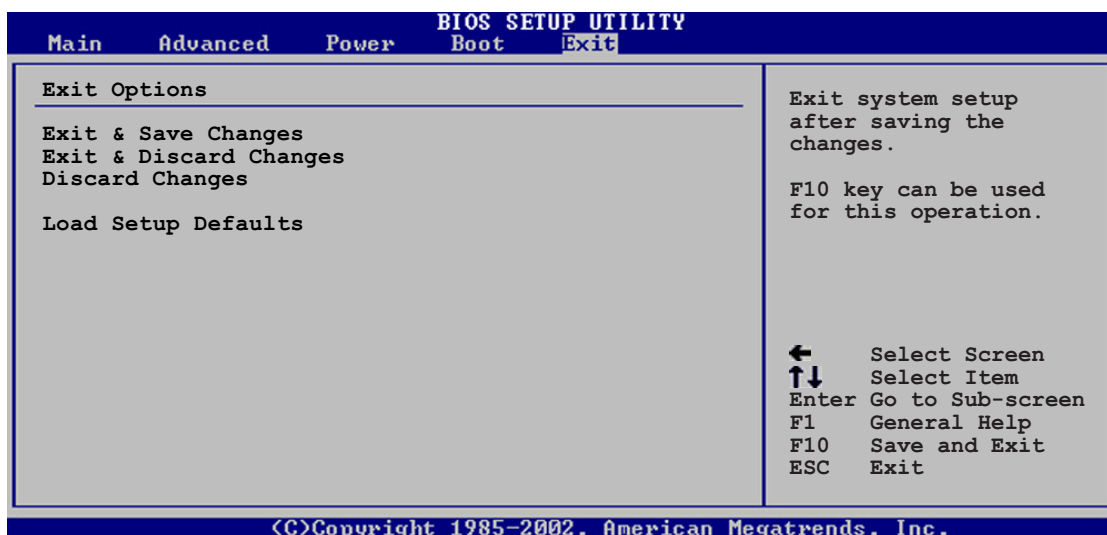 BIOS SETUP UTILITY
Main Advanced Power Boot Exit
Exit Options
Exit & Save Changes
Exit & Discard Changes
Discard Changes
Load Setup Defaults
Exit system setup
after saving the
changes.
F10 key can be used
for this operation.
← Select Screen
↑↓ Select Item
Enter Go to Sub-screen
F1 General Help
F10 Save and Exit
ESC Exit
(C)Copyright 1985-2002, American Megatrends, Inc.